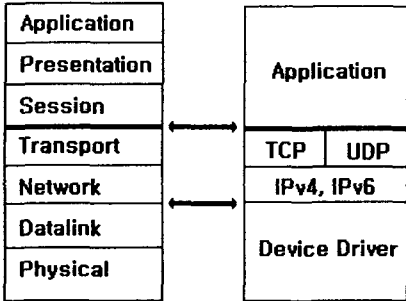 Application
Presentation
Session
Transport
Network
Datalink
Physical
Application
TCP UDP
IPv4, IPv6
Device Driver